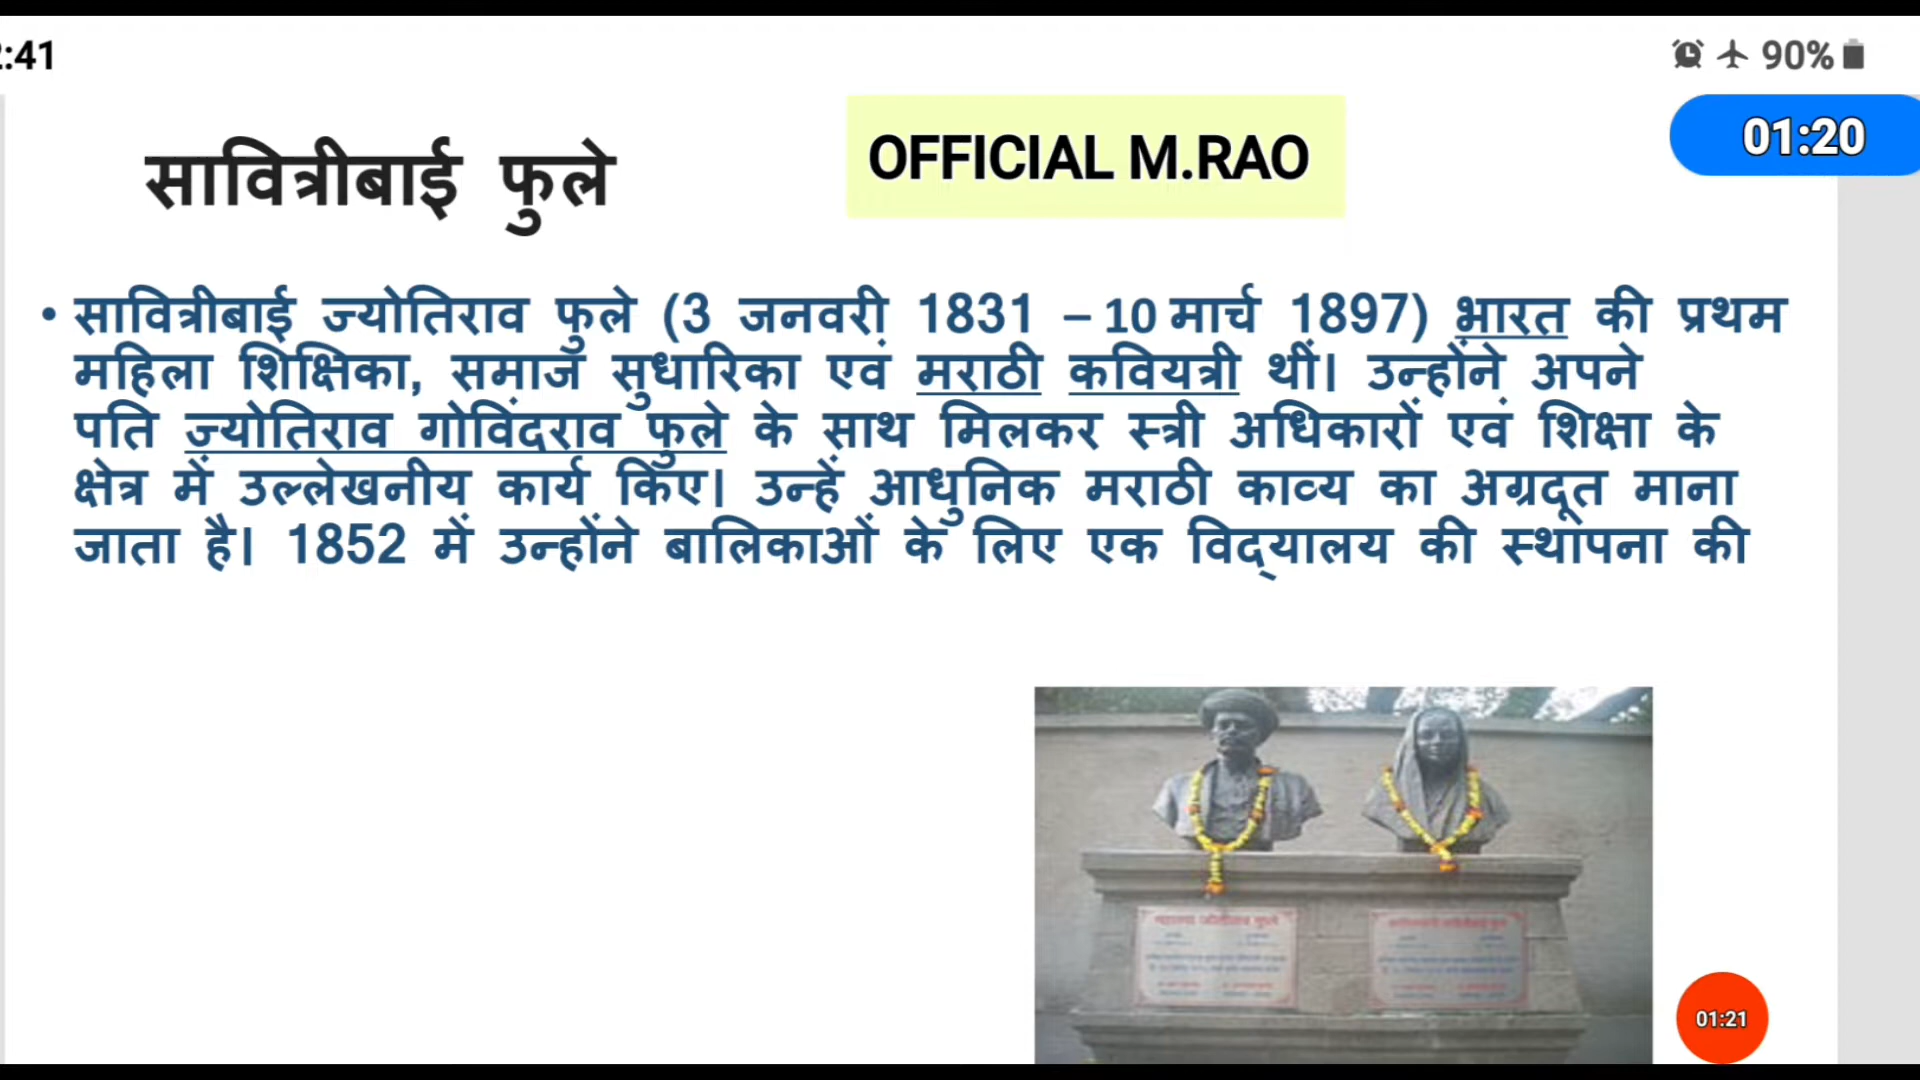 :41
90%
01:20
सावित्रीबाई फुले
OFFICIAL M.RAO
• सावित्रीबाई ज्योतिराव फुले (3 जनवरी 1831 – 10 मार्च 1897) भारत की प्रथम
महिला शिक्षिका, समाज सुधारिका एवं मराठी कवियत्री थीं। उन्होंने अपने
पति ज्योतिराव गोविंदराव फुले के साथ मिलकर स्त्री अधिकारों एवं शिक्षा के
क्षेत्र में उल्लेखनीय कार्य किए। उन्हें आधुनिक मराठी काव्य का अग्रदूत माना
जाता है। 1852 में उन्होंने बालिकाओं के लिए एक विद्यालय की स्थापना की
01:21